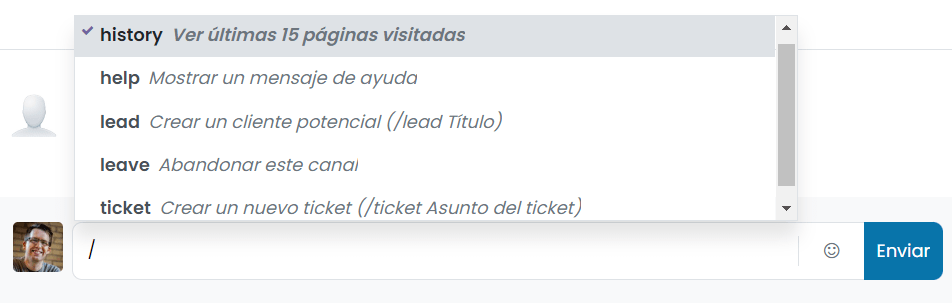 history Ver últimas 15 páginas visitadas
help Mostrar un mensaje de ayuda
lead Crear un cliente potencial (/lead Título)
leave Abandonar este canal
ticket Crear un nuevo ticket (/ticket Asunto del ticket)
/
Enviar